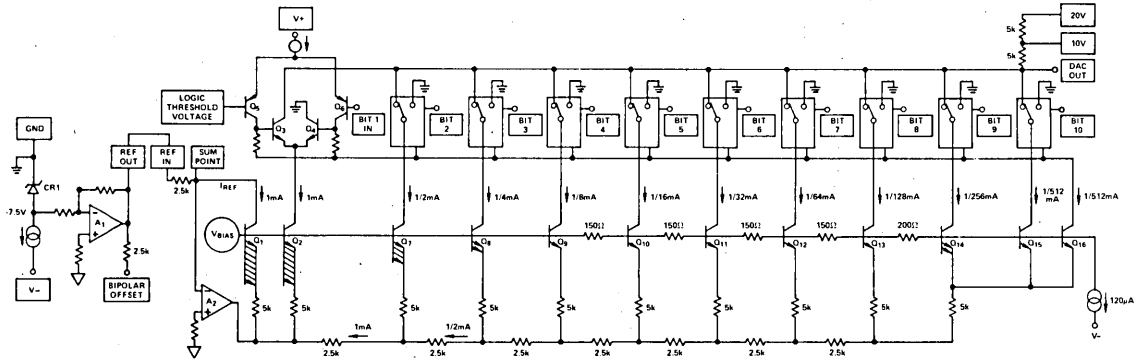 V+
20V
5k
10V
5k
DAC OUT
LOGIC THRESHOLD VOLTAGE
Q5
Q6
Q3
Q4
BIT 1 IN
BIT 2
BIT 3
BIT 4
BIT 5
BIT 6
BIT 7
BIT 8
BIT 9
BIT 10
GND
REF OUT
REF IN
SUM POINT
2.5k
IREF
CR1
-7.5V
A1
2.5k
V-
BIPOLAR OFFSET
1mA
1mA
1/2mA
1/4mA
1/8mA
1/16mA
1/32mA
1/64mA
1/128mA
1/256mA
1/512 mA
1/512mA
VBIAS
150Ω
150Ω
150Ω
150Ω
200Ω
Q1
Q2
Q7
Q8
Q9
Q10
Q11
Q12
Q13
Q14
Q15
Q16
A2
5k
5k
5k
5k
5k
5k
5k
5k
5k
5k
120µA
V-
1mA
1/2mA
2.5k
2.5k
2.5k
2.5k
2.5k
2.5k
2.5k